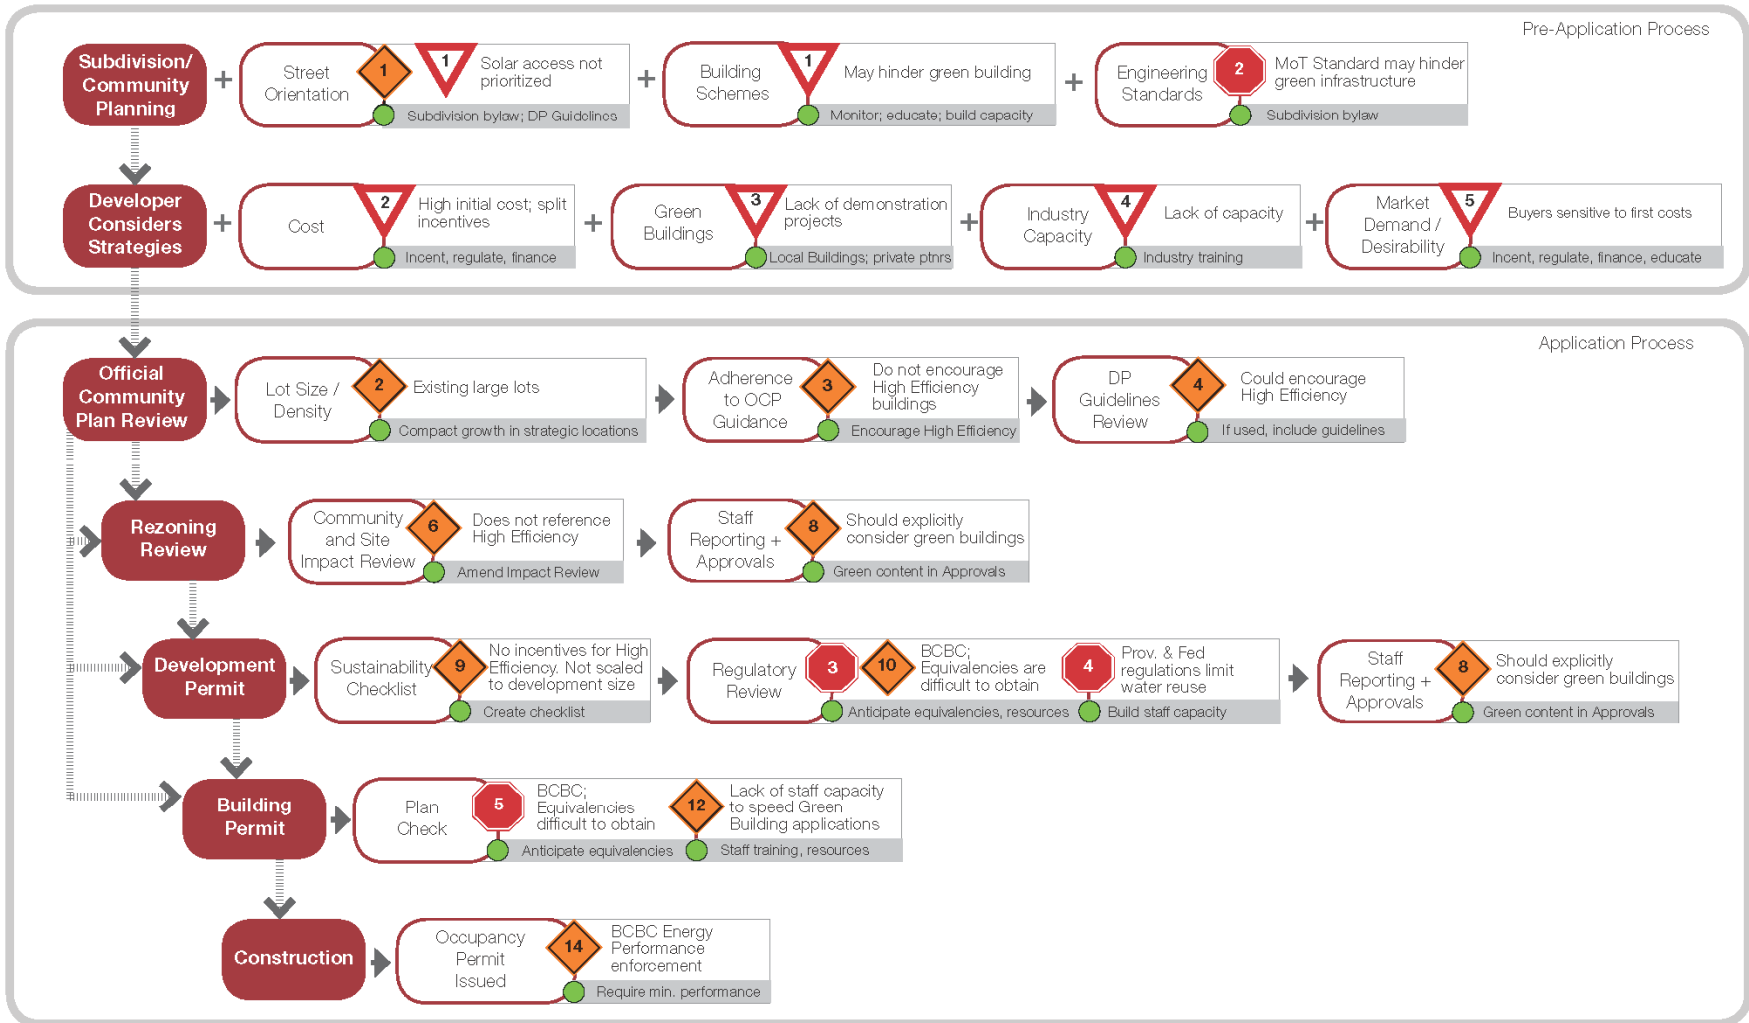 Pre-Application Process
Subdivision/
Community
Planning
+
Street
Orientation
1
1
Solar access not
prioritized
Subdivision bylaw; DP Guidelines
+
Building
Schemes
1
May hinder green building
Monitor; educate; build capacity
+
Engineering
Standards
2
MoT Standard may hinder
green infrastructure
Subdivision bylaw
Developer
Considers
Strategies
+
Cost
2
High initial cost; split
incentives
Incent, regulate, finance
+
Green
Buildings
3
Lack of demonstration
projects
Local Buildings; private ptnrs
+
Industry
Capacity
4
Lack of capacity
Industry training
+
Market
Demand /
Desirability
5
Buyers sensitive to first costs
Incent, regulate, finance, educate
Application Process
Official
Community
Plan Review
Lot Size /
Density
2
Existing large lots
Compact growth in strategic locations
Adherence
to OCP
Guidance
3
Do not encourage
High Efficiency
buildings
Encourage High Efficiency
DP
Guidelines
Review
4
Could encourage
High Efficiency
If used, include guidelines
Rezoning
Review
Community
and Site
Impact Review
6
Does not reference
High Efficiency
Amend Impact Review
Staff
Reporting +
Approvals
8
Should explicitly
consider green buildings
Green content in Approvals
Development
Permit
Sustainability
Checklist
9
No incentives for High
Efficiency. Not scaled
to development size
Create checklist
Regulatory
Review
3
10
BCBC;
Equivalencies are
difficult to obtain
Anticipate equivalencies, resources
4
Prov. & Fed
regulations limit
water reuse
Build staff capacity
Staff
Reporting +
Approvals
8
Should explicitly
consider green buildings
Green content in Approvals
Building
Permit
Plan
Check
5
BCBC;
Equivalencies
difficult to obtain
Anticipate equivalencies
12
Lack of staff capacity
to speed Green
Building applications
Staff training, resources
Construction
Occupancy
Permit
Issued
14
BCBC Energy
Performance
enforcement
Require min. performance